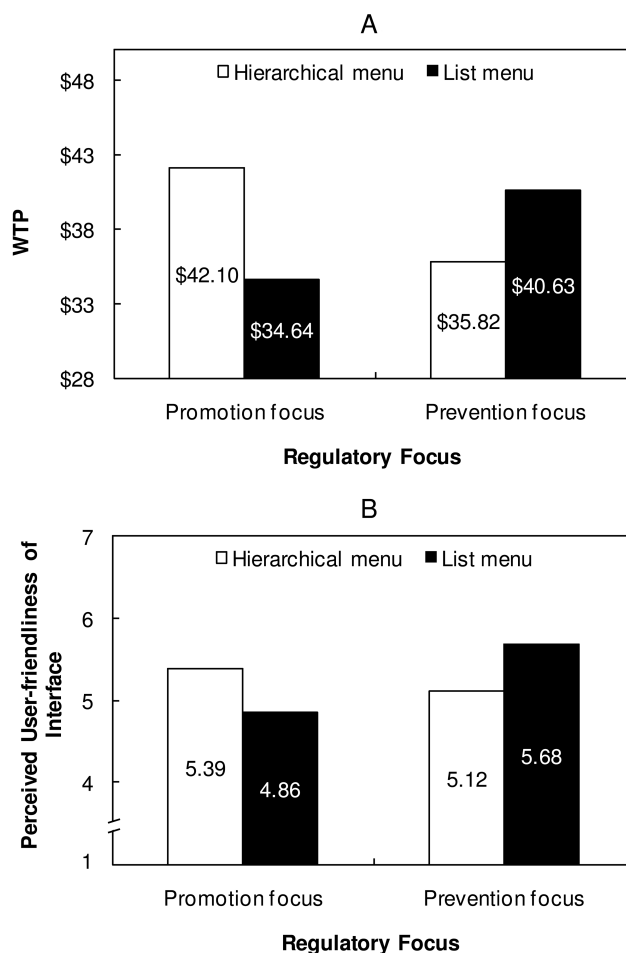 A
Hierarchical menu List menu
$48
$43
$38
$33
$28
WTP
$42.10
$34.64
$35.82
$40.63
Promotion focus Prevention focus
Regulatory Focus
B
Hierarchical menu List menu
7
6
5
4
1
Perceived User-friendliness of
Interface
5.39
4.86
5.12
5.68
Promotion focus Prevention focus
Regulatory Focus